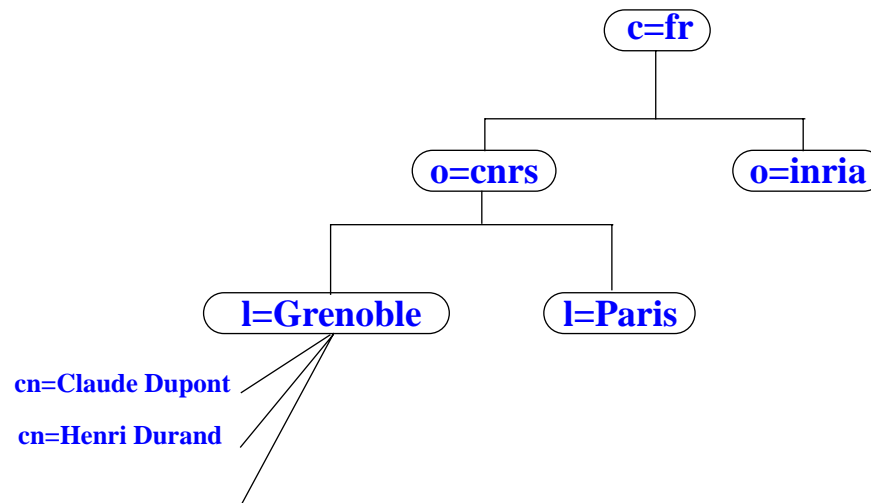 c=fr
o=cnrs
o=inria
l=Grenoble
l=Paris
cn=Claude Dupont
cn=Henri Durand